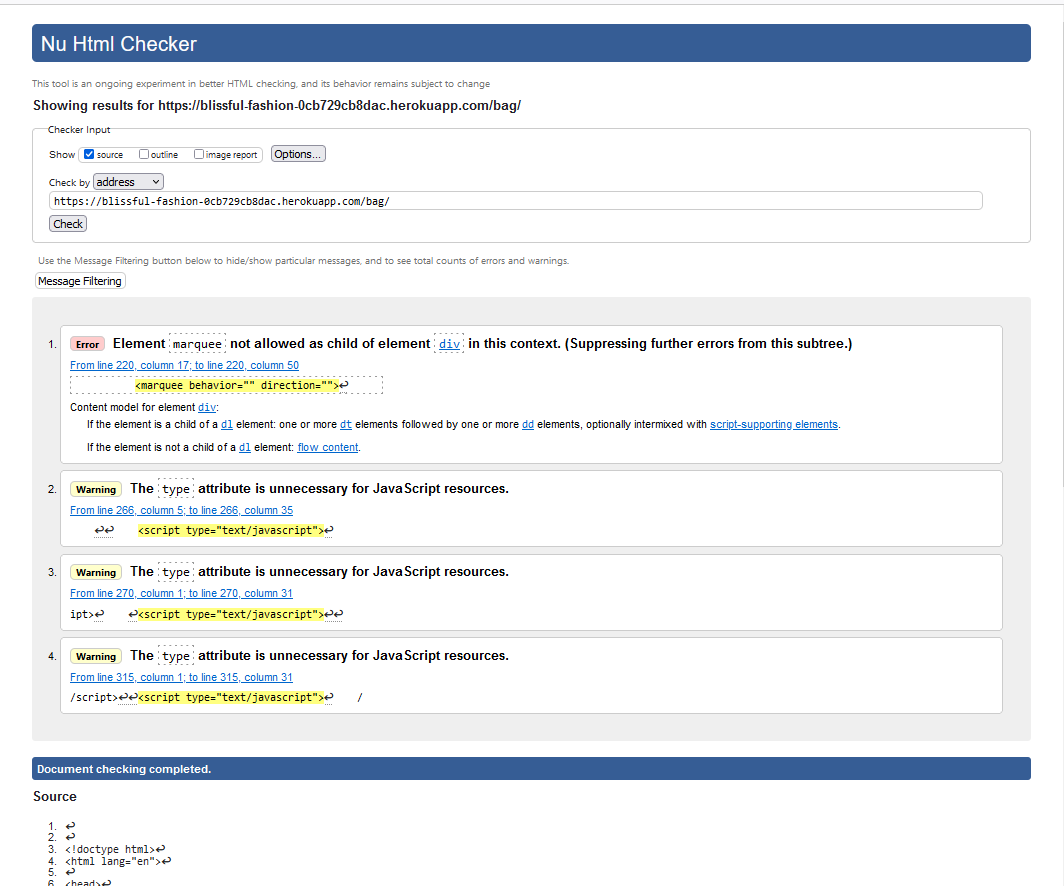 Nu Html Checker
This tool is an ongoing experiment in better HTML checking, and its behavior remains subject to change
Showing results for https://blissful-fashion-0cb729cb8dac.herokuapp.com/bag/
Checker Input
Show source outline image report Options...
Check by address
https://blissful-fashion-0cb729cb8dac.herokuapp.com/bag/
Check
Use the Message Filtering button below to hide/show particular messages, and to see total counts of errors and warnings.
Message Filtering
1. Error Element marquee not allowed as child of element div in this context. (Suppressing further errors from this subtree.)
From line 220, column 17; to line 220, column 50
<marquee behavior="" direction="">↩
Content model for element div:
If the element is a child of a dl element: one or more dt elements followed by one or more dd elements, optionally intermixed with script-supporting elements.
If the element is not a child of a dl element: flow content.
2. Warning The type attribute is unnecessary for JavaScript resources.
From line 266, column 5; to line 266, column 35
↩↩    <script type="text/javascript">↩
3. Warning The type attribute is unnecessary for JavaScript resources.
From line 270, column 1; to line 270, column 31
ipt>↩    ↩<script type="text/javascript">↩↩
4. Warning The type attribute is unnecessary for JavaScript resources.
From line 315, column 1; to line 315, column 31
/script>↩↩<script type="text/javascript">↩    /
Document checking completed.
Source
1. ↩
2. ↩
3. <!doctype html>↩
4. <html lang="en">↩
5. ↩
6. <head>↩